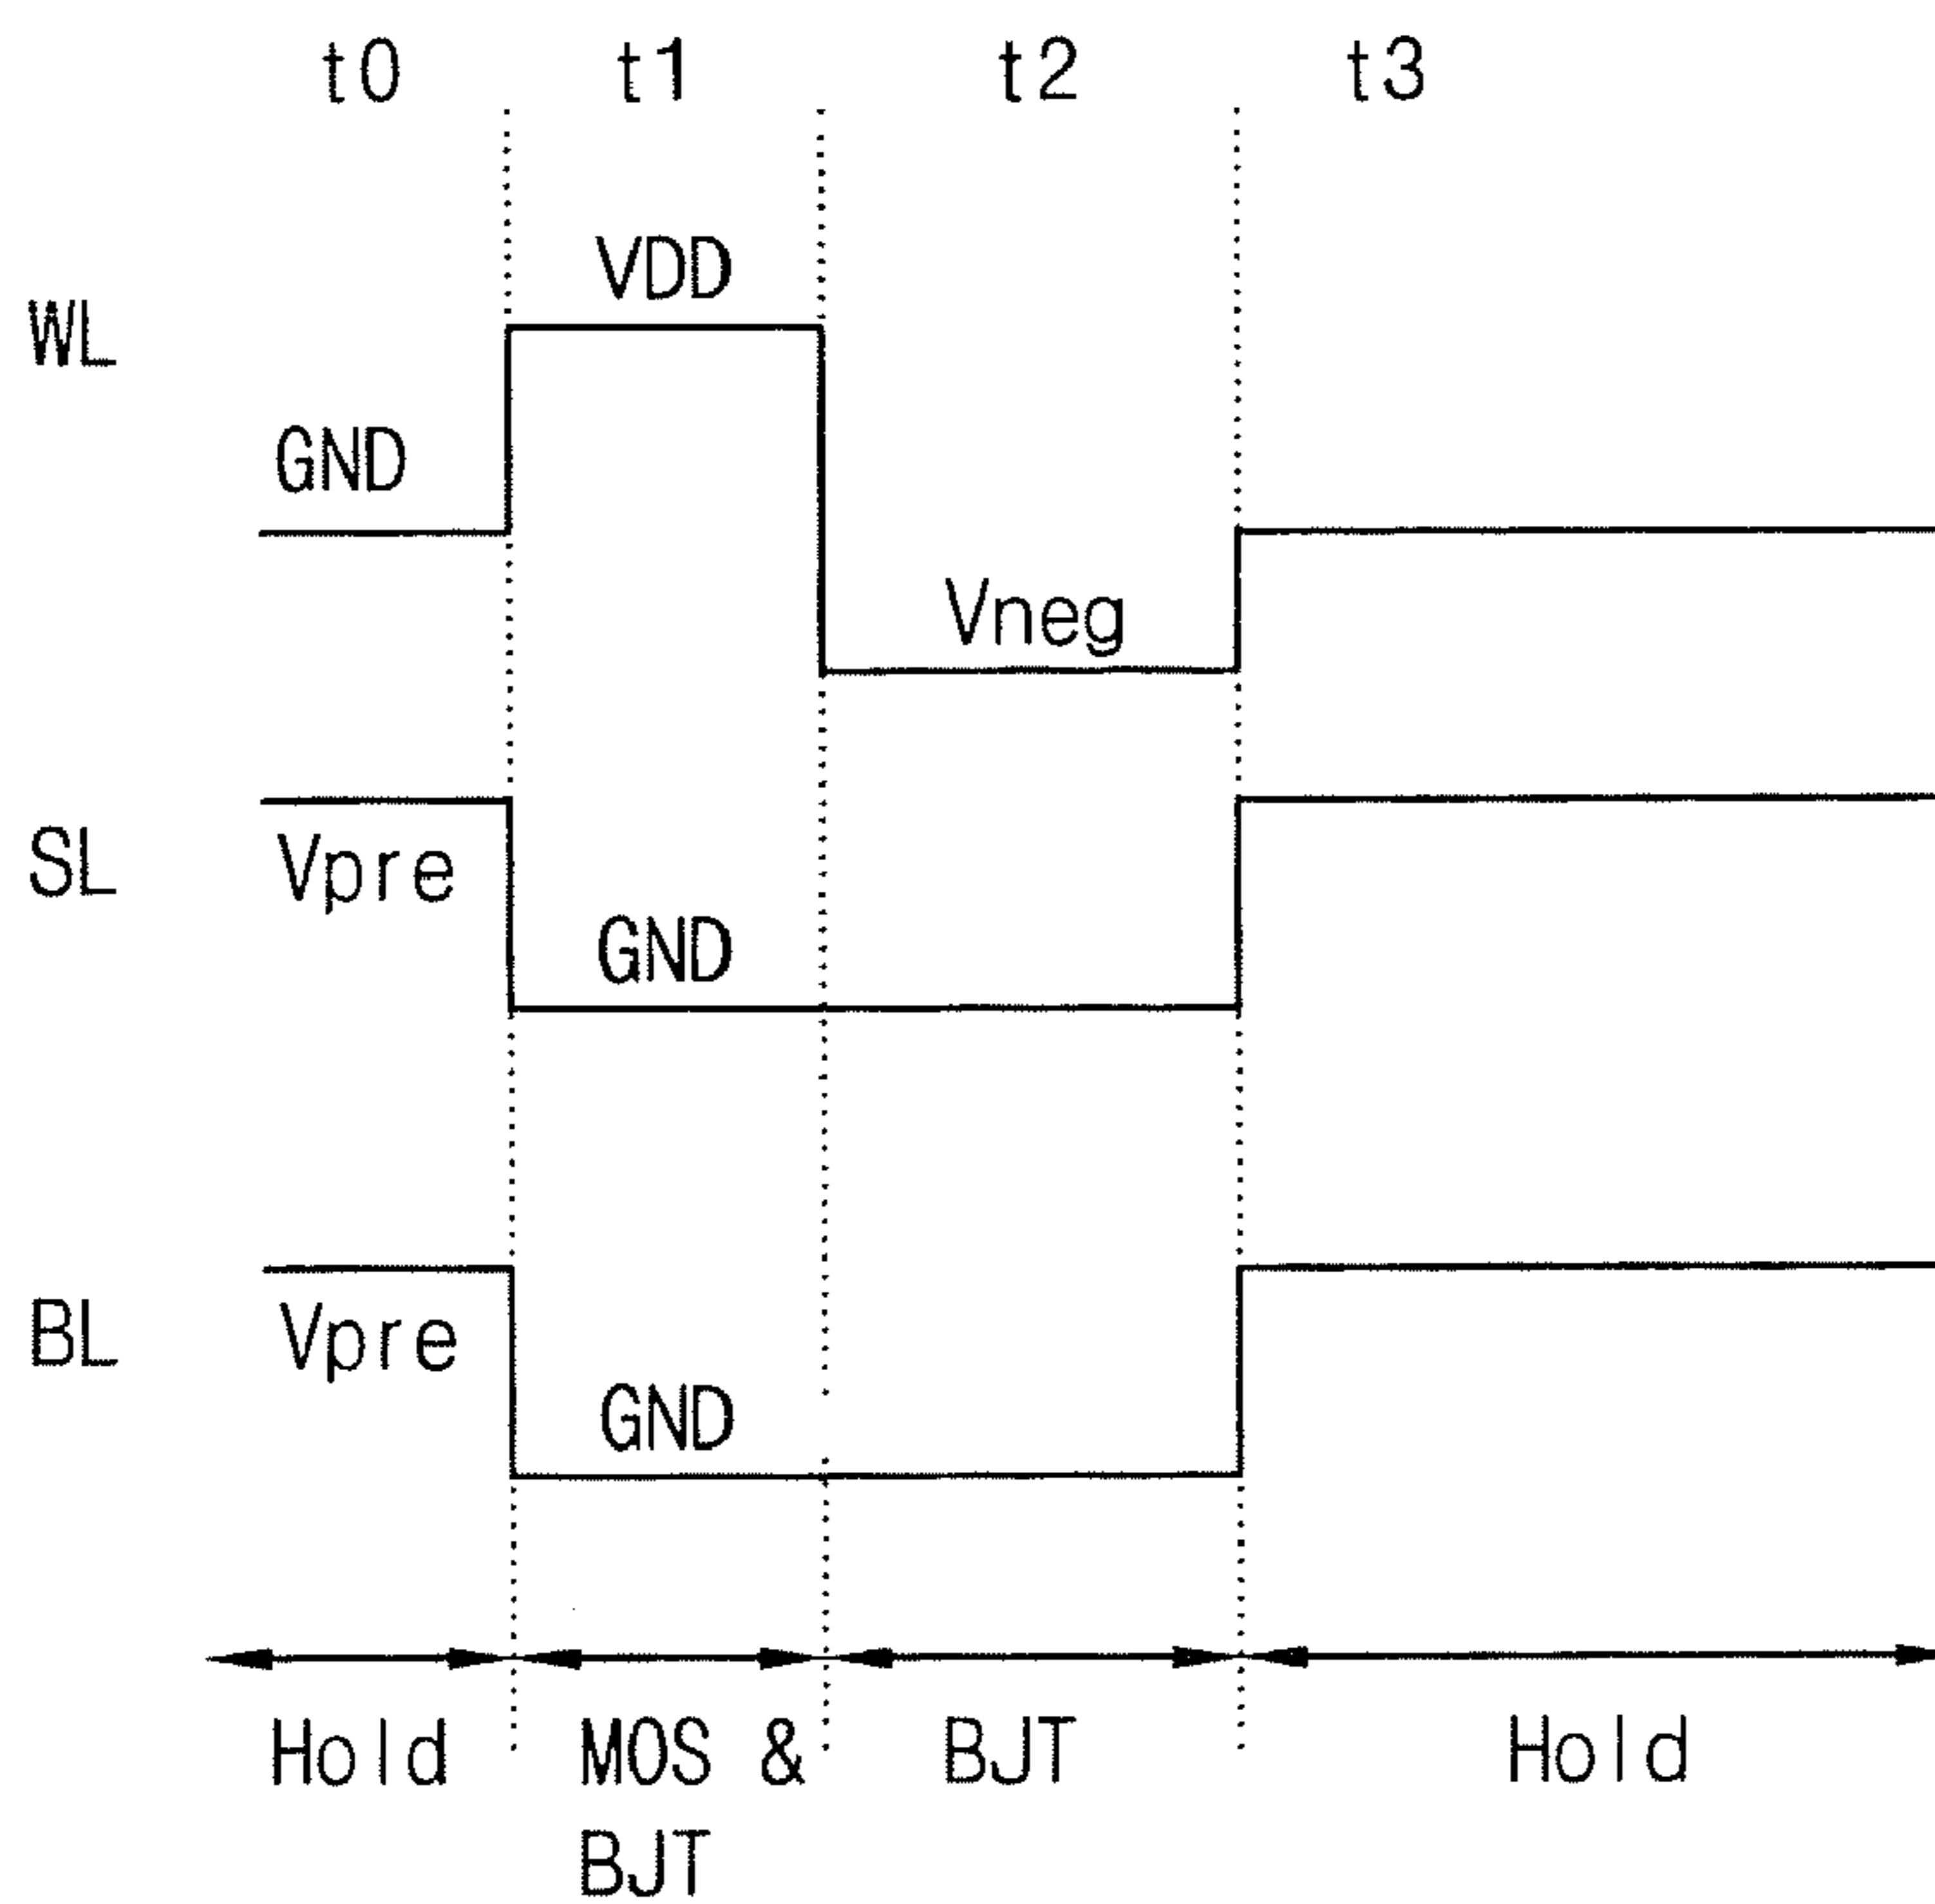 t0 t1 t2 t3
VDD
WL
GND
Vneg
SL Vpre
GND
BL Vpre
GND
Hold MOS & BJT Hold
BJT